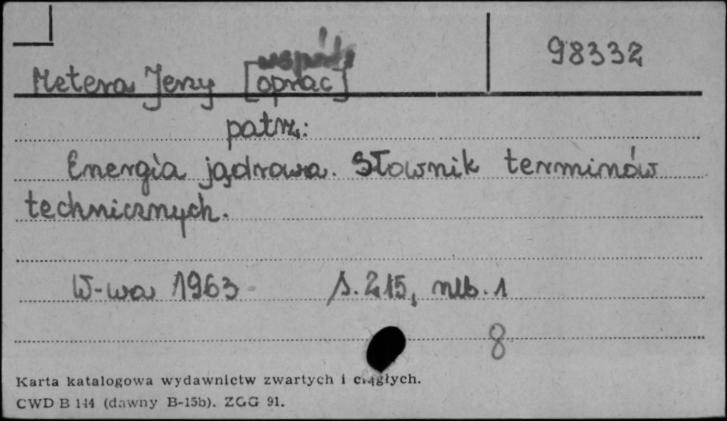 współ
98332
Metera Jerzy [oprac]
patrz:
Energia jądrowa. Słownik terminów
technicznych.
W-wa 1963 s. 215, nlb. 1
8
Karta katalogowa wydawnictw zwartych i ciągłych.
CWD B 144 (dawny B-15b). ZGG 91.